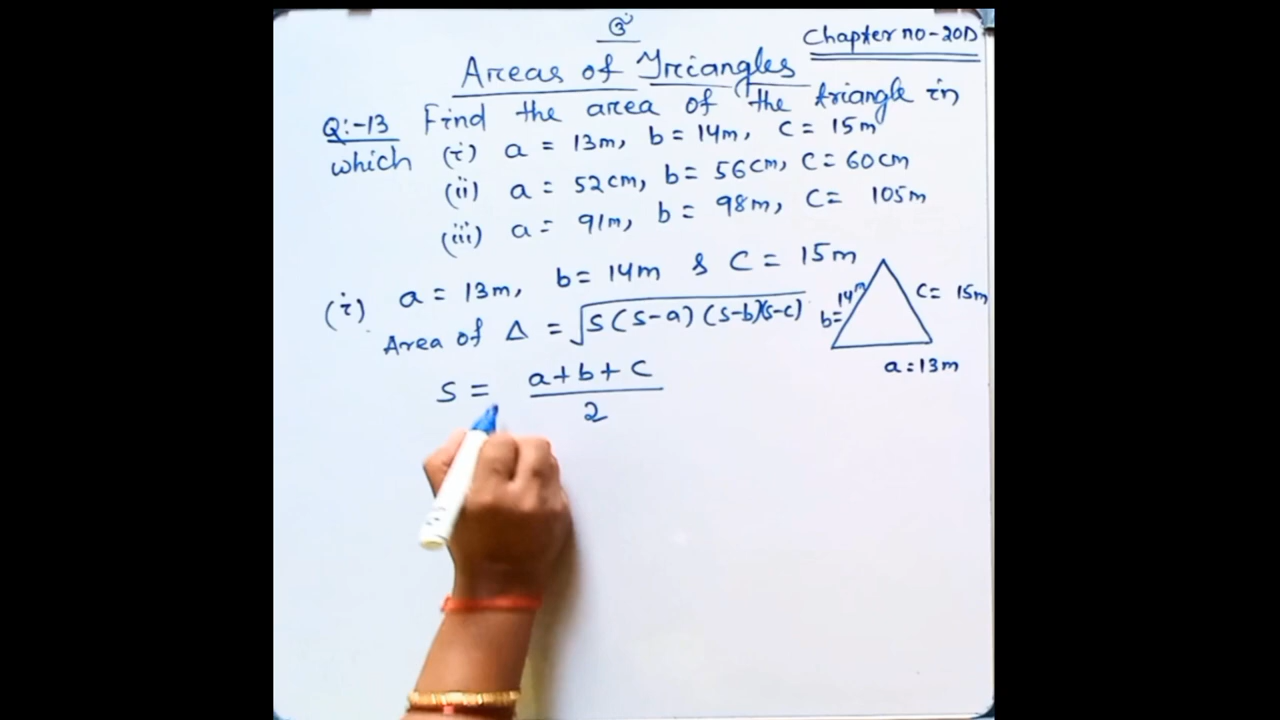 ॐ
Chapter no-20D
Areas of Triangles
Q:-13 Find the area of the triangle in
which (i) a = 13m, b = 14m, c = 15m
(ii) a = 52cm, b = 56cm, c = 60cm
(iii) a = 91m, b = 98m, c = 105m
(i) a = 13m, b = 14m & c = 15m
Area of Δ = √s(s-a)(s-b)(s-c)
b= 14m
c= 15m
a=13m
s = a+b+c
2